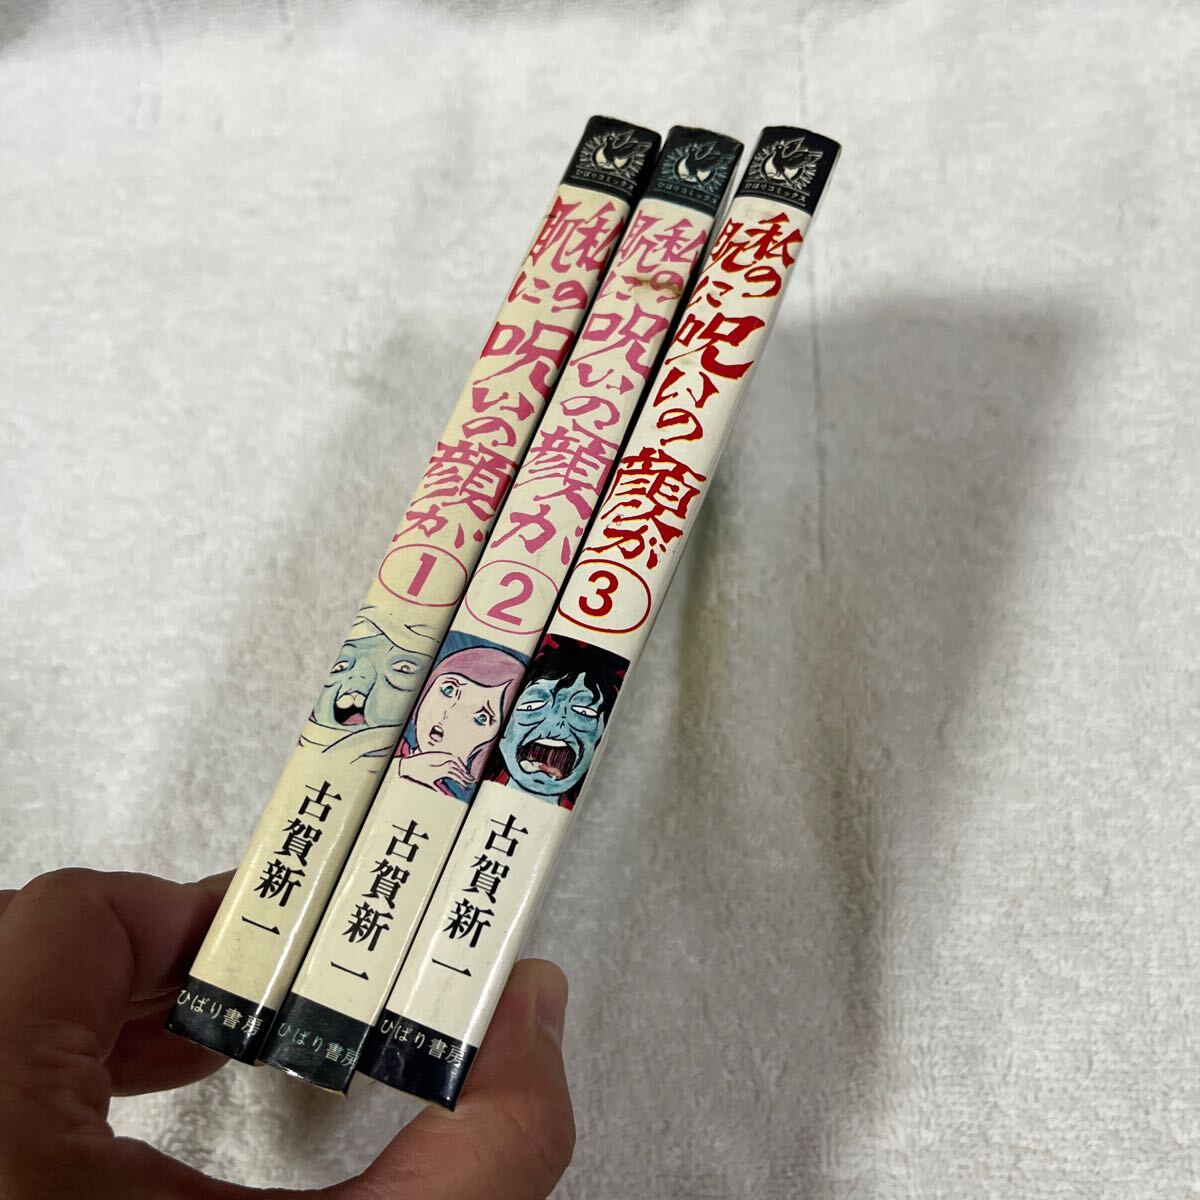 ひばりコミックス
私の
腕に
呪いの顔が
1
古賀新一
ひばり書房
ひばりコミックス
私の
腕に
呪いの顔が
2
古賀新一
ひばり書房
ひばりコミックス
私の
腕に
呪いの顔が
3
古賀新一
ひばり書房